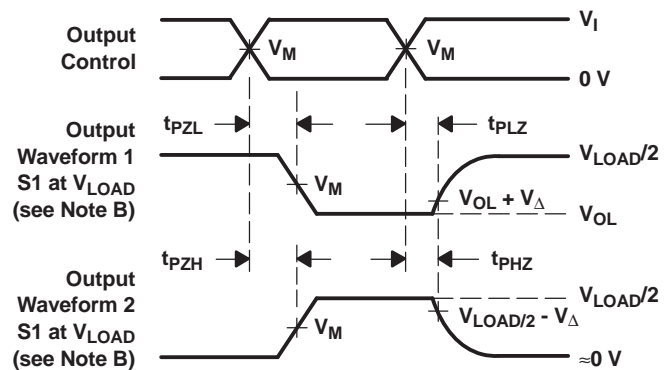 Output
Control
V_I
V_M
V_M
0 V
t_PZL
t_PLZ
Output
Waveform 1
S1 at V_LOAD
(see Note B)
V_LOAD/2
V_M
V_OL + V_Δ
V_OL
t_PZH
t_PHZ
Output
Waveform 2
S1 at V_LOAD
(see Note B)
V_LOAD/2
V_M
V_LOAD/2 - V_Δ
≈0 V